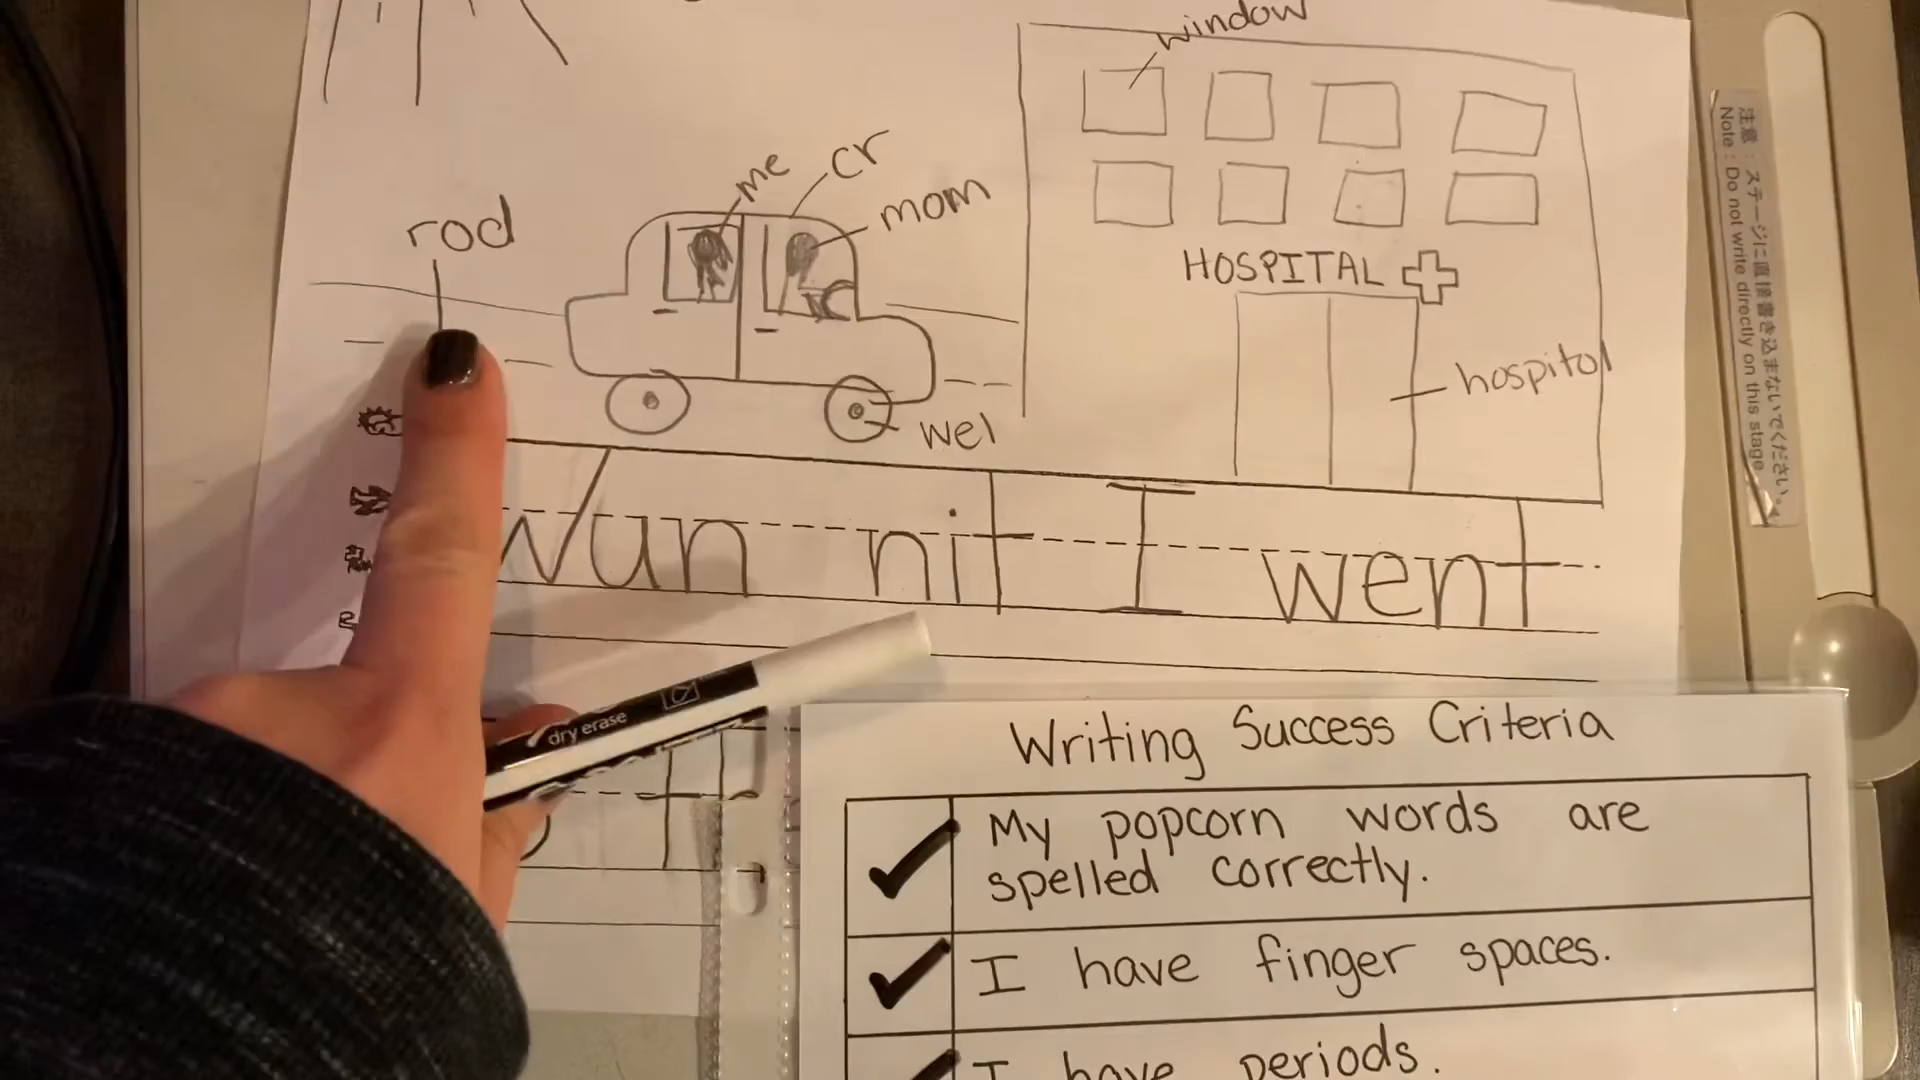 window
me
cr
mom
rod
HOSPITAL
hospitol
wel
Wun nit I went
dry erase
Writing Success Criteria
My popcorn words are
spelled correctly.
I have finger spaces.
I have periods.
注意：ステージに直接書き込まないでください。
Note : Do not write directly on this stage